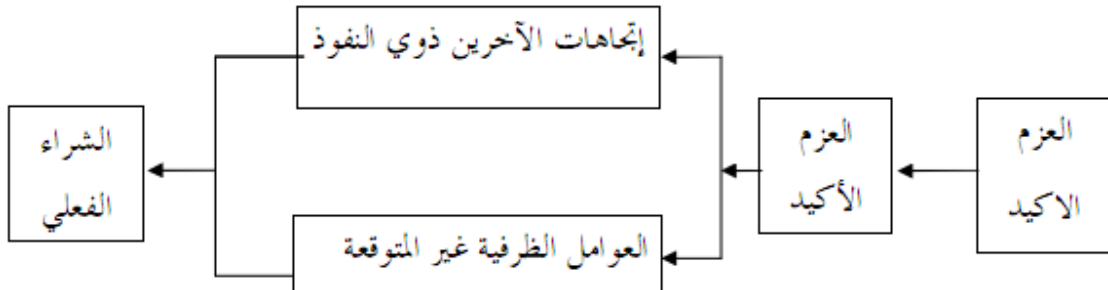 العزم
الاكيد
العزم
الأكيد
إتجاهات الآخرين ذوي النفوذ
العوامل الظرفية غير المتوقعة
الشراء
الفعلي